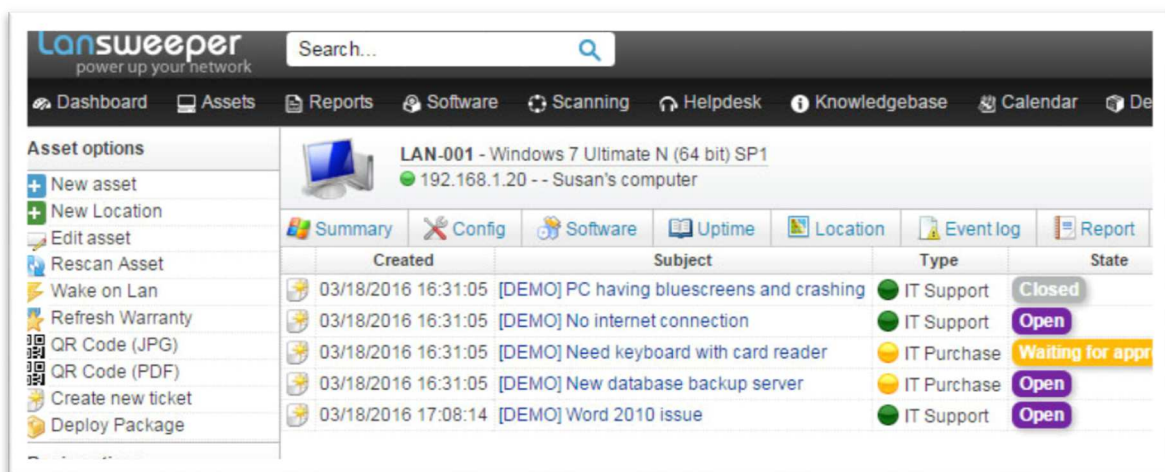 Lansweeper
power up your network
Search...
Dashboard Assets Reports Software Scanning Helpdesk Knowledgebase Calendar De
Asset options
New asset
New Location
Edit asset
Rescan Asset
Wake on Lan
Refresh Warranty
QR Code (JPG)
QR Code (PDF)
Create new ticket
Deploy Package
LAN-001 - Windows 7 Ultimate N (64 bit) SP1
192.168.1.20 - - Susan's computer
Summary Config Software Uptime Location Event log Report
Created Subject Type State
03/18/2016 16:31:05 [DEMO] PC having bluescreens and crashing IT Support Closed
03/18/2016 16:31:05 [DEMO] No internet connection IT Support Open
03/18/2016 16:31:05 [DEMO] Need keyboard with card reader IT Purchase Waiting for appr
03/18/2016 16:31:05 [DEMO] New database backup server IT Purchase Open
03/18/2016 17:08:14 [DEMO] Word 2010 issue IT Support Open